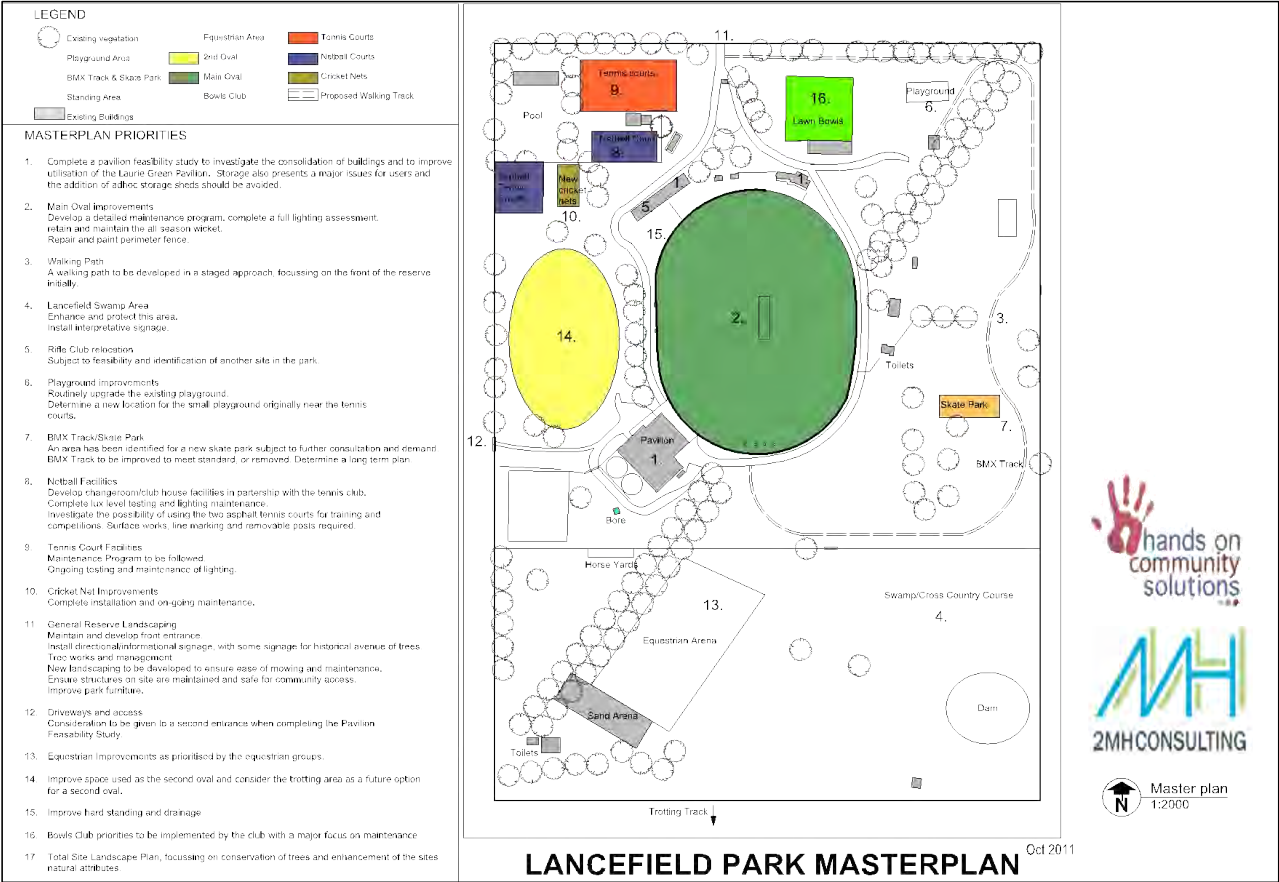 LEGEND
Existing vegetation
Equestrian Area
Tennis Courts
Playground Area
2nd Oval
Netball Courts
BMX Track & Skate Park
Main Oval
Cricket Nets
Standing Area
Bowls Club
Proposed Walking Track
Existing Buildings
MASTERPLAN PRIORITIES
1. Complete a pavilion feasibility study to investigate the consolidation of buildings and to improve
utilisation of the Laurie Green Pavilion. Storage also presents a major issues for users and
the addition of adhoc storage sheds should be avoided.
2. Main Oval improvements
Develop a detailed maintenance program, complete a full lighting assessment.
retain and maintain the all season wicket.
Repair and paint perimeter fence.
3. Walking Path
A walking path to be developed in a staged approach, focussing on the front of the reserve
initially.
4. Lancefield Swamp Area
Enhance and protect this area.
Install interpretative signage.
5. Rifle Club relocation
Subject to feasibility and identification of another site in the park.
6. Playground improvements
Routinely upgrade the existing playground.
Determine a new location for the small playground originally near the tennis
courts.
7. BMX Track/Skate Park
An area has been identified for a new skate park subject to further consultation and demand
BMX Track to be improved to meet standard, or removed. Determine a long term plan.
8. Netball Facilities
Develop changeroom/club house facilities in partership with the tennis club.
Complete lux level testing and lighting maintenance.
Investigate the possibility of using the two asphalt tennis courts for training and
competitions. Surface works, line marking and removable posts required.
9. Tennis Court Facilities
Maintenance Program to be followed
Ongoing testing and maintenance of lighting.
10. Cricket Net Improvements
Complete installation and on-going maintenance.
11 General Reserve Landscaping
Maintain and develop front entrance
Install directional/informational signage, with some signage for historical avenue of trees
Tree works and management
New landscaping to be developed to ensure ease of mowing and maintenance.
Ensure structures on site are maintained and safe for community access.
Improve park furniture.
12 Driveways and access
Consideration to be given to a second entrance when completing the Pavilion
Feasability Study.
13. Equestrian Improvements as prioritised by the equestrian groups.
14. Improve space used as the second oval and consider the trotting area as a future option
for a second oval.
15. Improve hard standing and drainage
16 Bowls Club priorities to be implemented by the club with a major focus on maintenance
17 Total Site Landscape Plan, focussing on conservation of trees and enhancement of the sites
natural attributes
11.
Tennis courts
9.
Pool
16.
Lawn Bowls
Playground
6.
8.
New
cricket
nets
10.
1.
1.
5.
15.
14.
2.
3.
Toilets
Skate Park
7.
BMX Track
12.
Pavilion
1
Bore
Horse Yards
13.
Equestrian Arena
Swamp/Cross Country Course
4.
Sand Arena
Dam
Toilets
Trotting Track
LANCEFIELD PARK MASTERPLAN
Oct 2011
hands on
community
solutions
MH
2MHCONSULTING
N
Master plan
1:2000